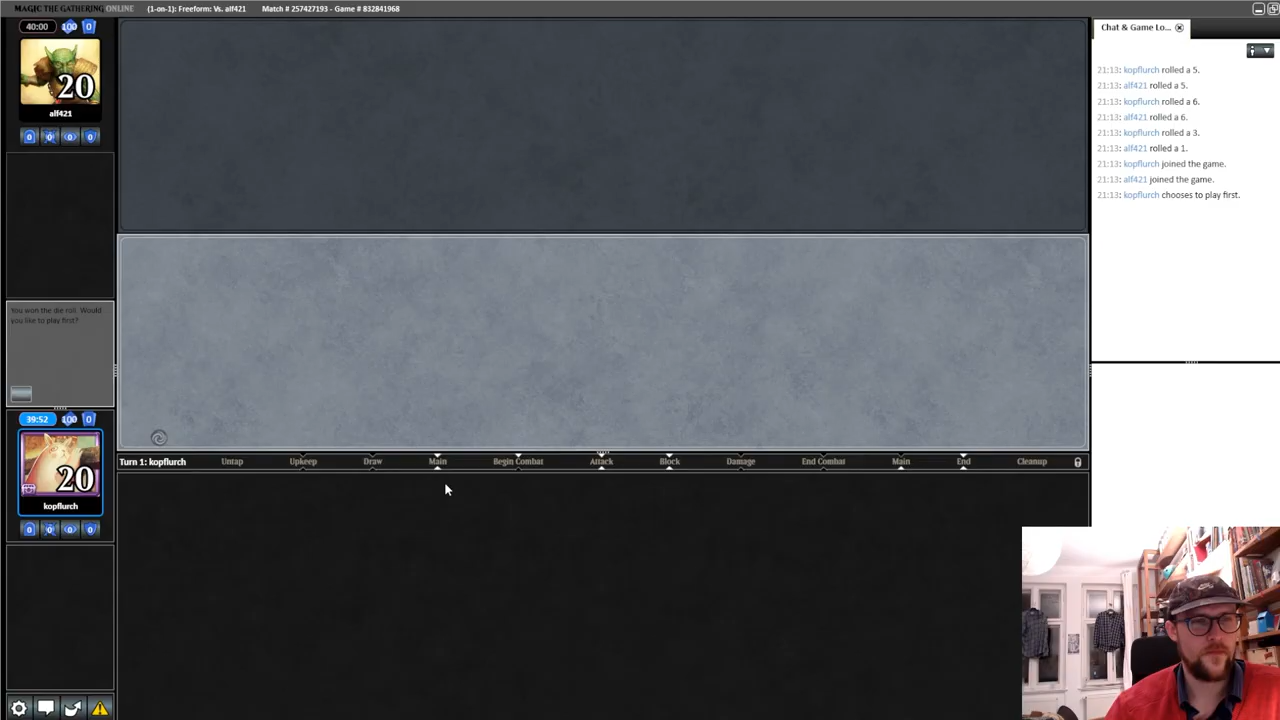 MAGIC THE GATHERING ONLINE (1-on-1): Freeform: Vs. alf421 Match # 257427193 - Game # 832841968
40:00 100 0
20
alf421
0 0 0 0
You won the die roll. Would
you like to play first?
39:52 100 0
20
kopflurch
0 0 0 0
Turn 1: kopflurch Untap Upkeep Draw Main Begin Combat Attack Block Damage End Combat Main End Cleanup
Chat & Game Lo...
21:13: kopflurch rolled a 5.
21:13: alf421 rolled a 5.
21:13: kopflurch rolled a 6.
21:13: alf421 rolled a 6.
21:13: kopflurch rolled a 3.
21:13: alf421 rolled a 1.
21:13: kopflurch joined the game.
21:13: alf421 joined the game.
21:13: kopflurch chooses to play first.